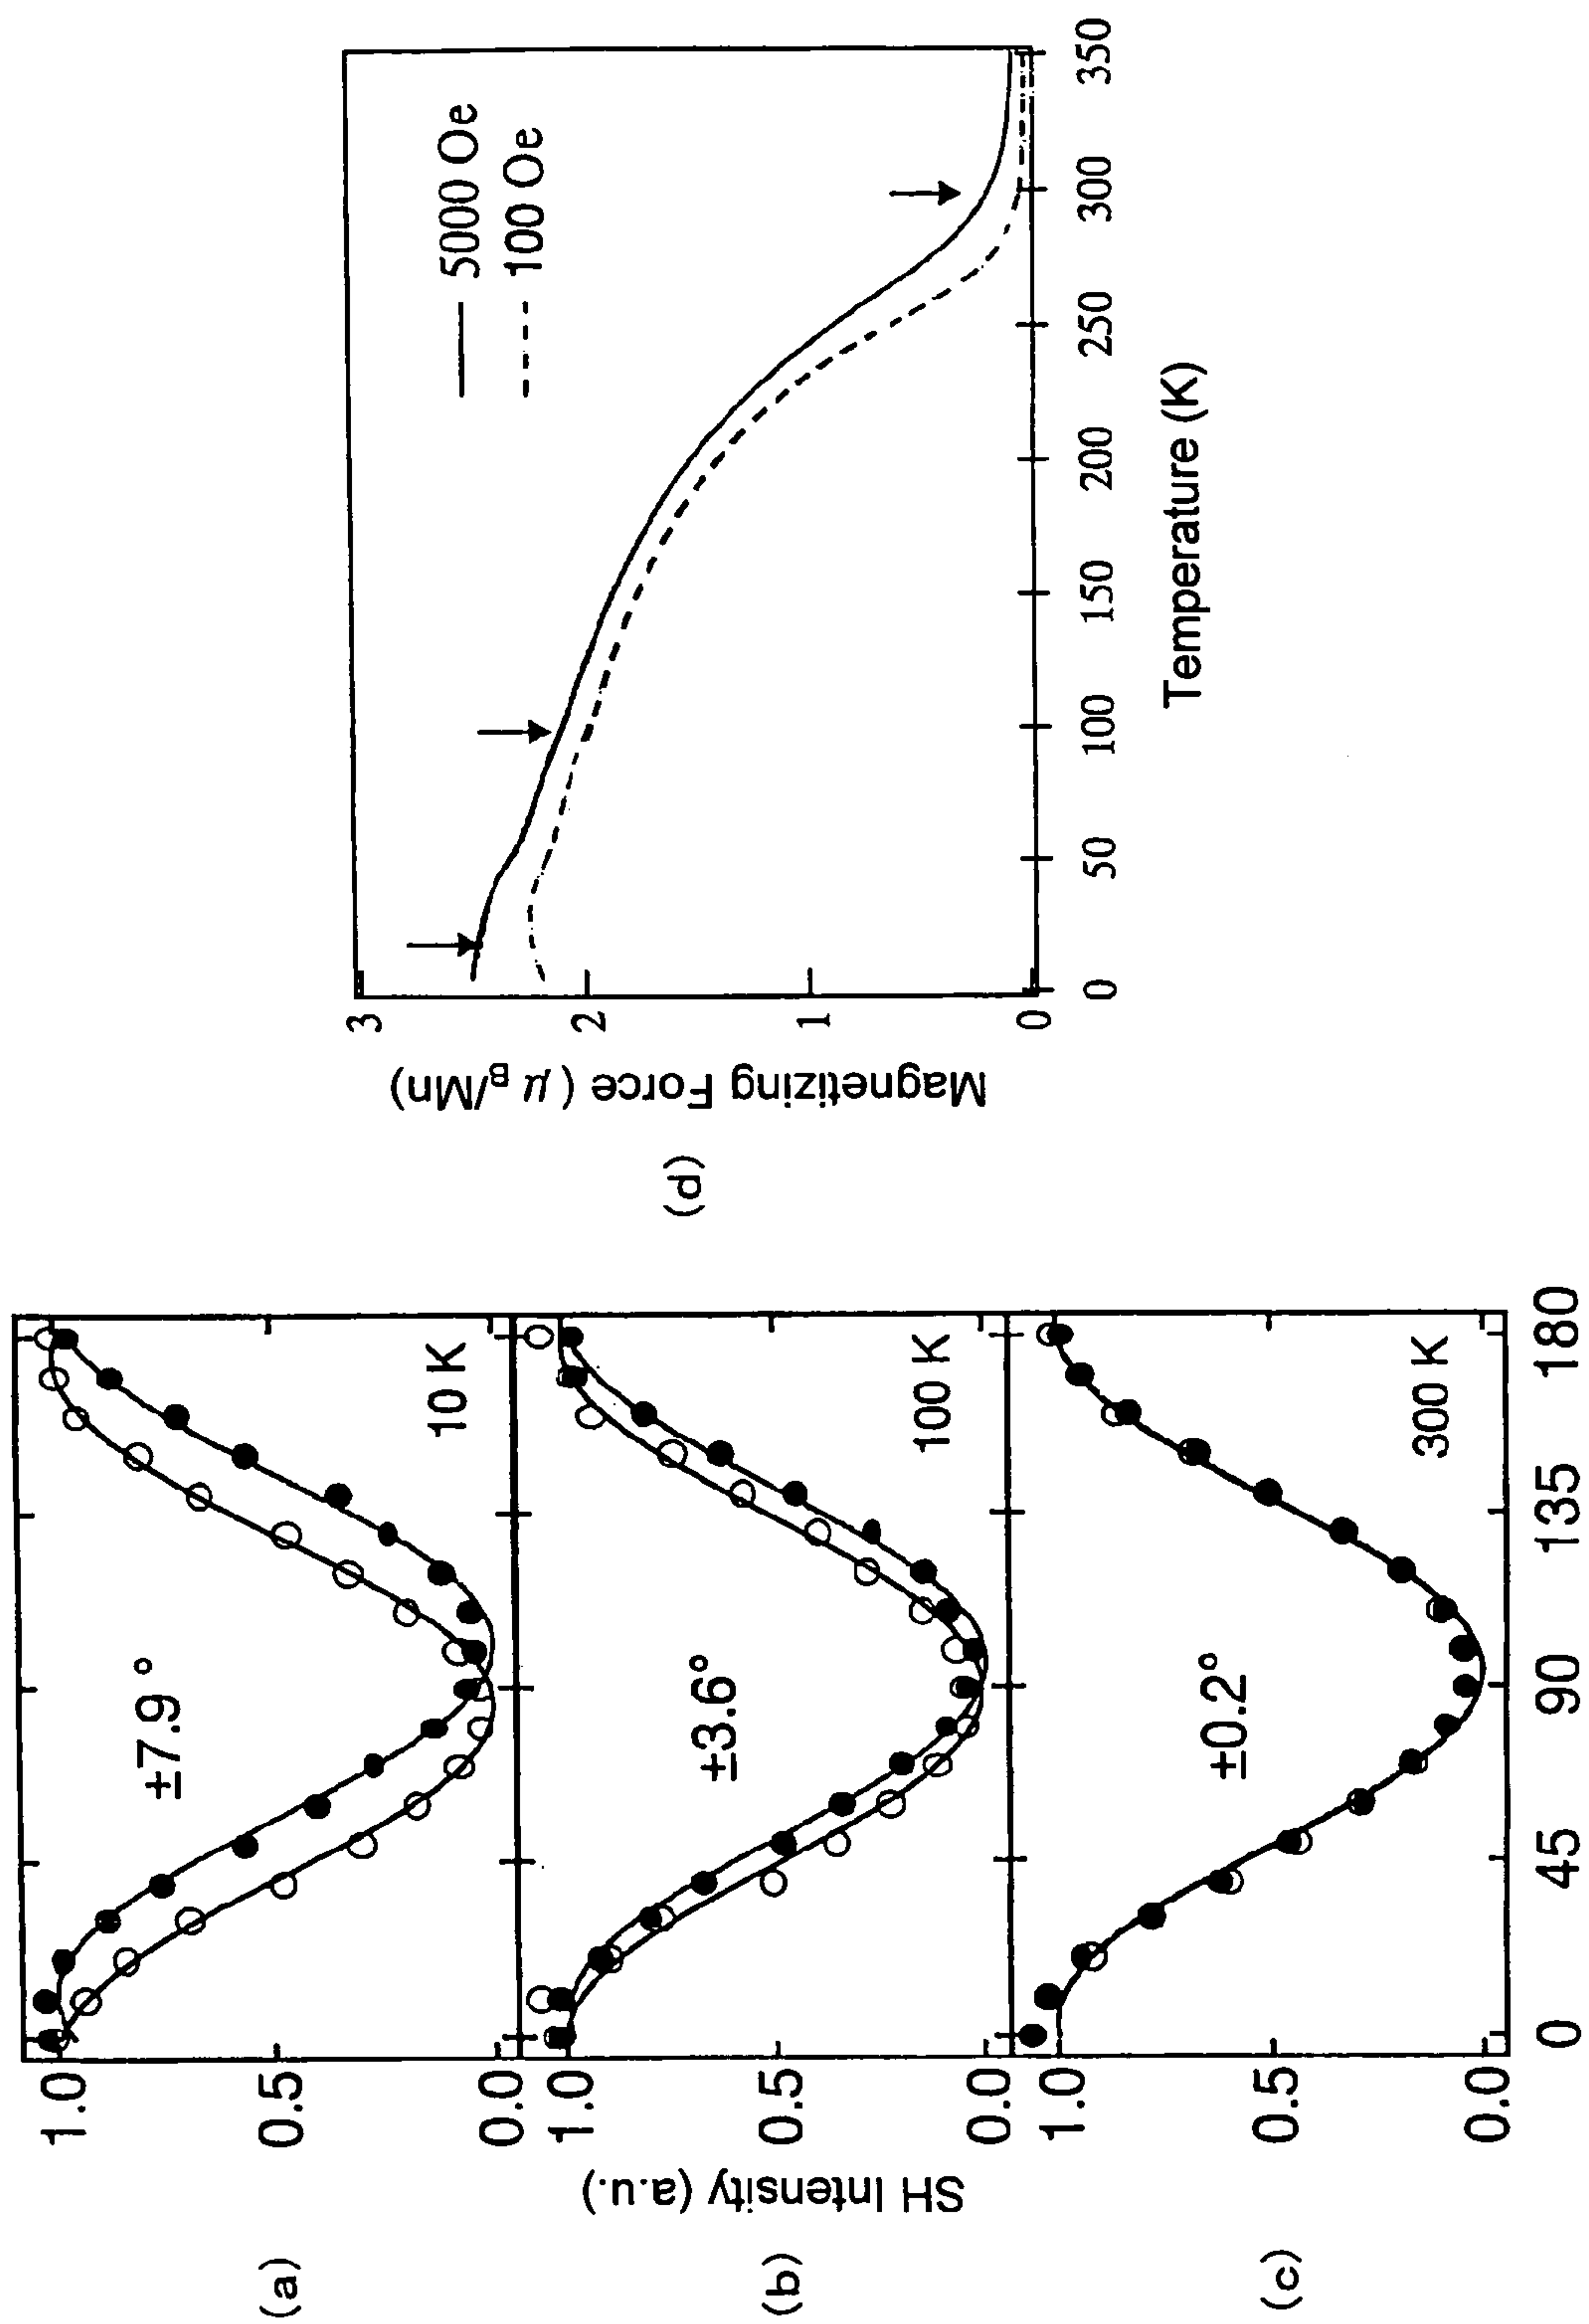 (a)
1.0
0.5
0.0
±7.9°
10 K
(b)
1.0
0.5
0.0
±3.6°
100 K
(c)
1.0
0.5
0.0
±0.2°
300 K
SH Intensity (a.u.)
0 45 90 135 180
(d)
Magnetizing Force (μB/Mn)
3
2
1
0
5000 Oe
100 Oe
0 50 100 150 200 250 300 350
Temperature (K)